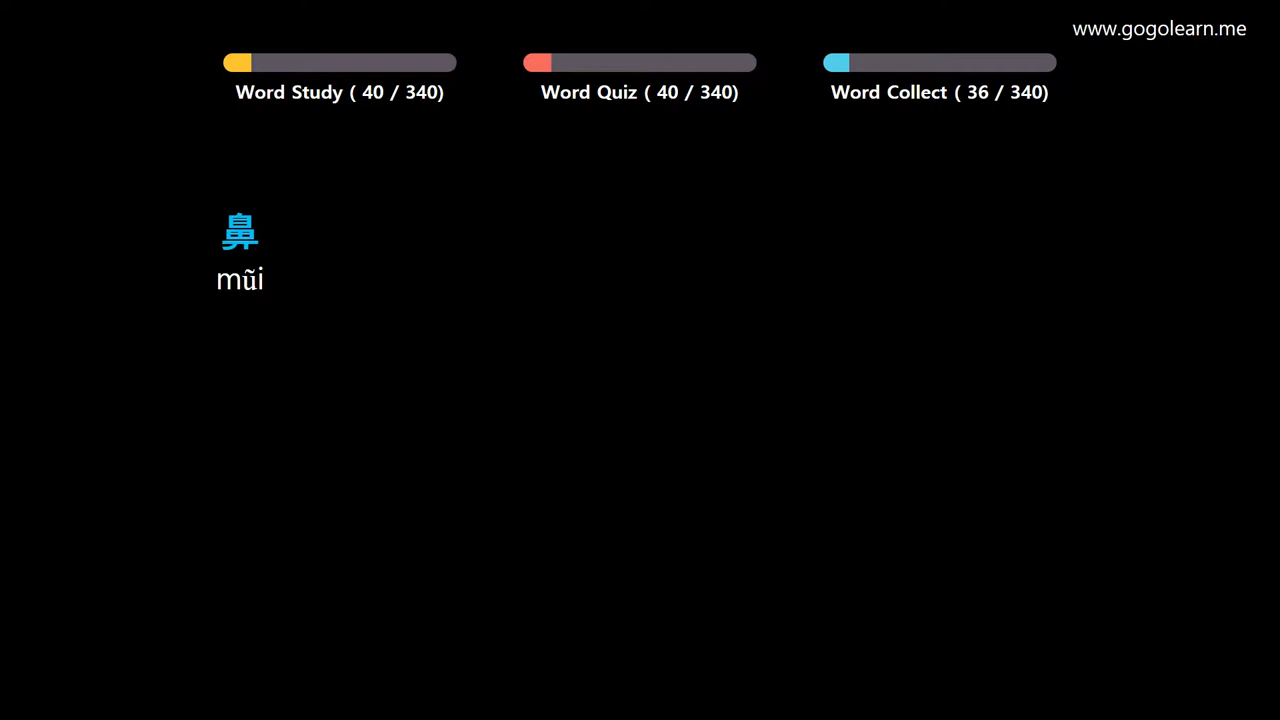 www.gogolearn.me
Word Study ( 40 / 340)
Word Quiz ( 40 / 340)
Word Collect ( 36 / 340)
鼻
mũi